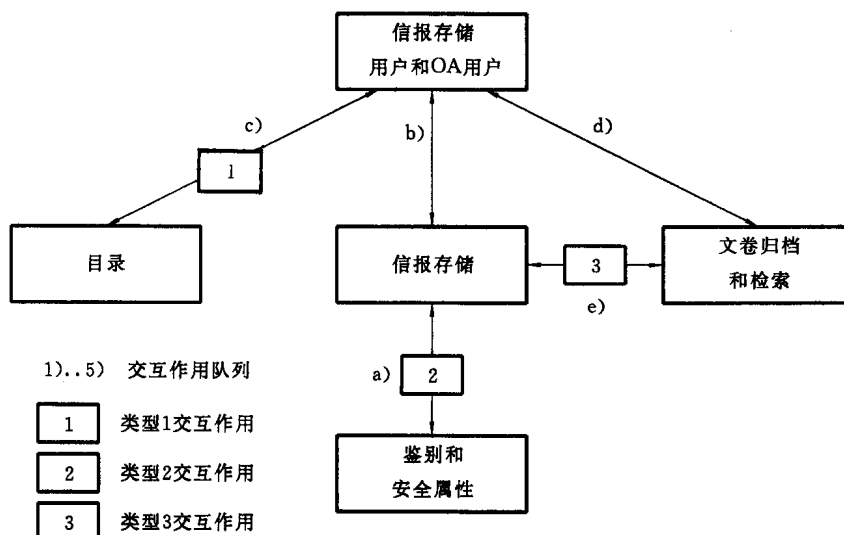 信报存储
用户和OA用户
c)
b)
d)
1
目录
信报存储
3
文卷归档
和检索
e)
1)..5) 交互作用队列
a)
2
1 类型1交互作用
鉴别和
安全属性
2 类型2交互作用
3 类型3交互作用